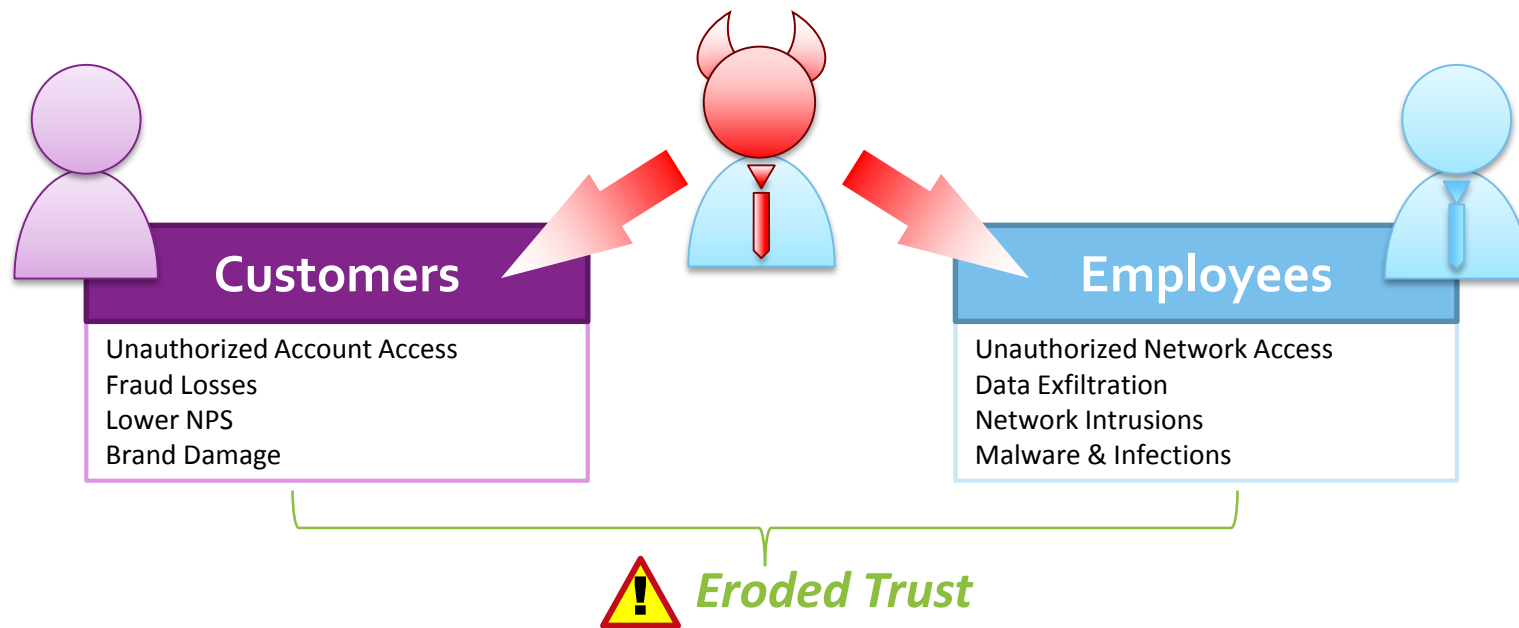 Customers
Unauthorized Account Access
Fraud Losses
Lower NPS
Brand Damage
Employees
Unauthorized Network Access
Data Exfiltration
Network Intrusions
Malware & Infections
! Eroded Trust